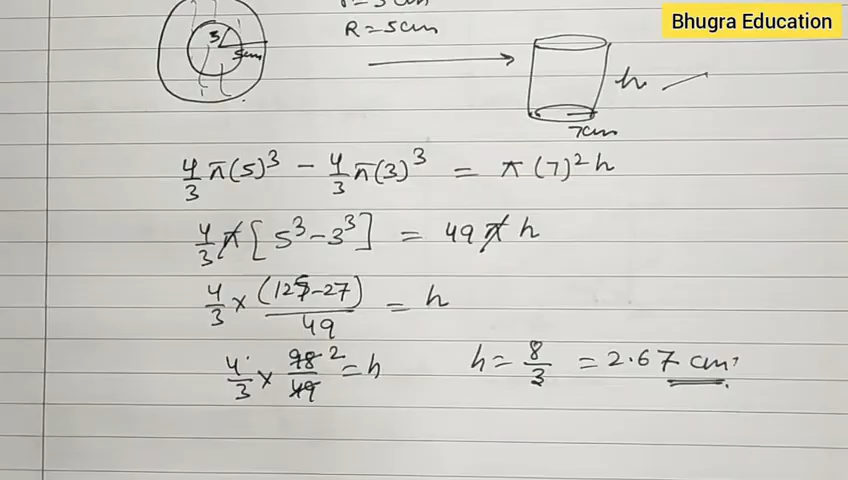 Bhugra Education
R=5cm
3
5cm
h
7cm
4/3 π(5)³ - 4/3 π(3)³ = π(7)²h
4/3 π[5³-3³] = 49π h
4/3 × (125-27)/49 = h
4/3 × 98/49 2 = h h = 8/3 = 2.67 cm